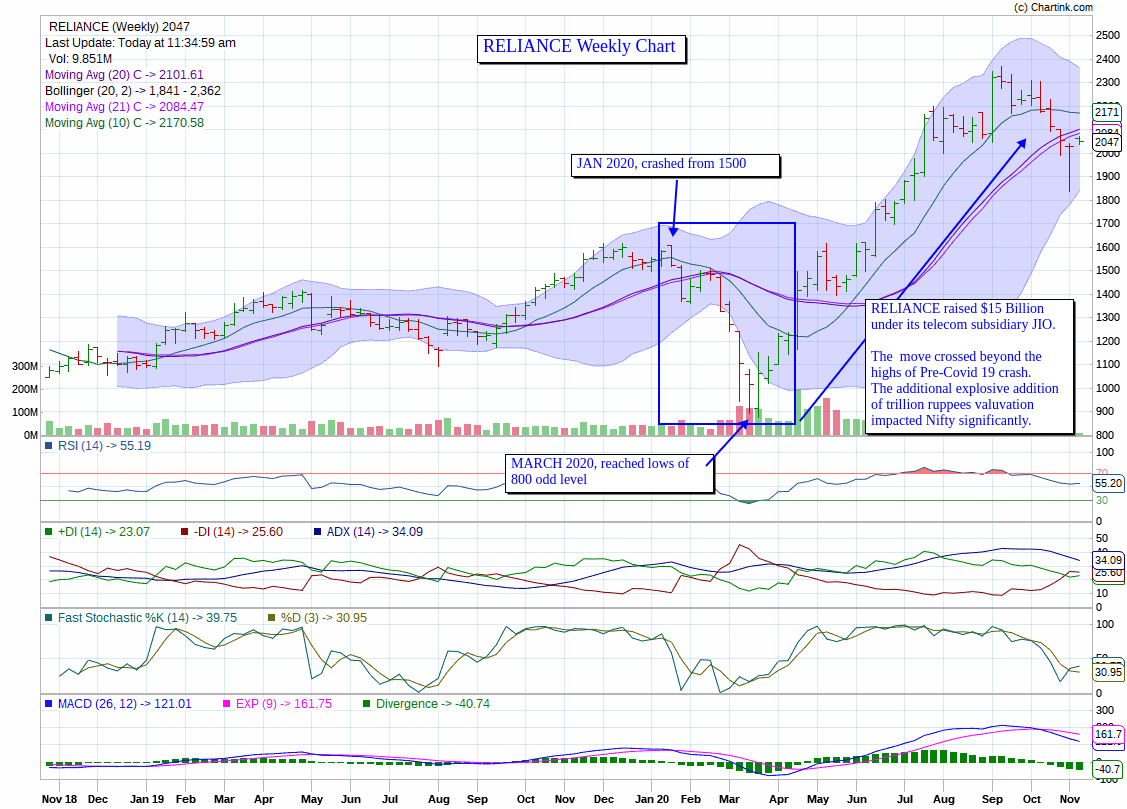 (c) Chartink.com
RELIANCE (Weekly) 2047
Last Update: Today at 11:34:59 am
Vol: 9.851M
Moving Avg (20) C -> 2101.61
Bollinger (20, 2) -> 1,841 - 2,362
Moving Avg (21) C -> 2084.47
Moving Avg (10) C -> 2170.58
RELIANCE Weekly Chart
JAN 2020, crashed from 1500
2500
2400
2300
2171
2047
2000
1900
1800
1700
1600
1500
1400
1300
1200
1100
1000
900
800
300M
200M
100M
0M
RELIANCE raised $15 Billion
under its telecom subsidiary JIO.
The move crossed beyond the
highs of Pre-Covid 19 crash.
The additional explosive addition
of trillion ruppees valuvation
impacted Nifty significantly.
MARCH 2020, reached lows of
800 odd level
RSI (14) -> 55.19
100
70
55.20
30
0
+DI (14) -> 23.07 -DI (14) -> 25.60 ADX (14) -> 34.09
50
34.09
25.60
10
0
Fast Stochastic %K (14) -> 39.75 %D (3) -> 30.95
100
50
30.95
0
MACD (26, 12) -> 121.01 EXP (9) -> 161.75 Divergence -> -40.74
300
161.7
-40.7
Nov 18 Dec Jan 19 Feb Mar Apr May Jun Jul Aug Sep Oct Nov Dec Jan 20 Feb Mar Apr May Jun Jul Aug Sep Oct Nov